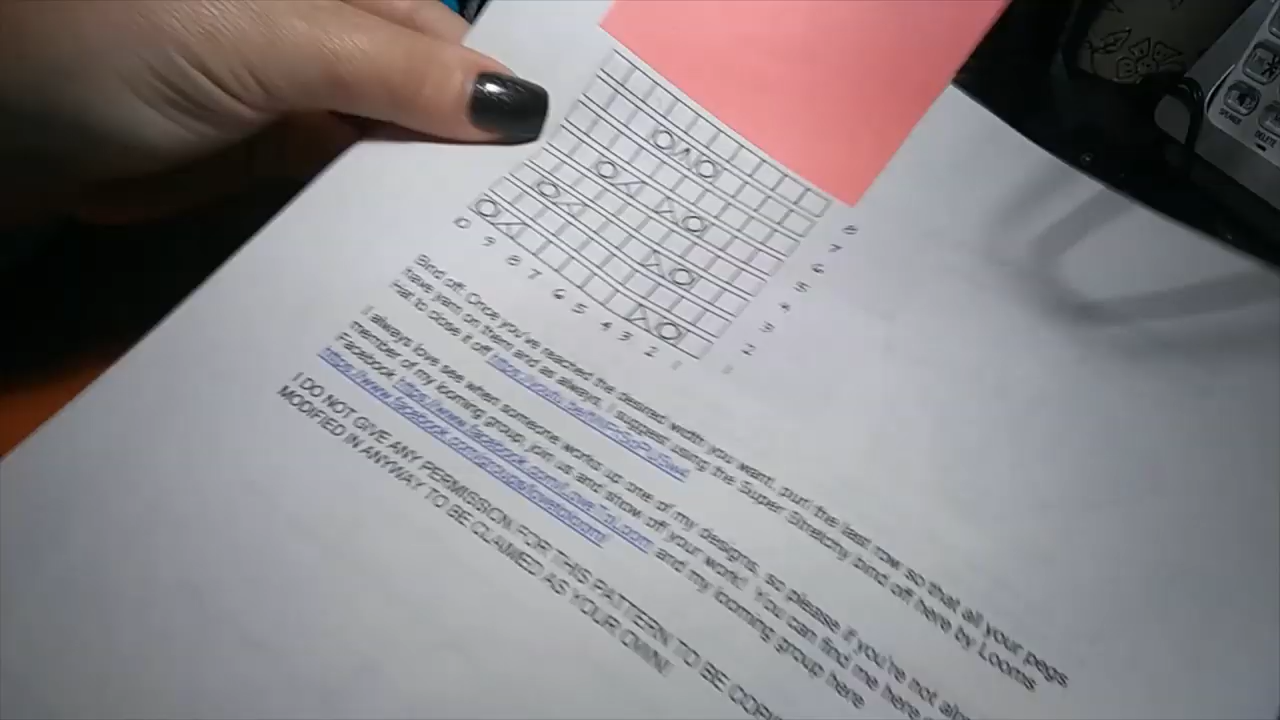 8
7
6
5
4
3
2
1
10 9 8 7 6 5 4 3 2 1
Bind off: Once you've reached the desired width you want, purl the last row so that all your pegs
have yarn on them and as always, I suggest using the Super Stretchy bind off here by Looms
Hat to close it off
I always love see when someone works up one of my designs, so please if you're not
member of my looming group, join us and show off your work! You can find me here
Facebook and my looming group here
I DO NOT GIVE ANY PERMISSION FOR THIS PATTERN TO BE
MODIFIED IN ANYWAY TO BE CLAIMED AS YOUR OWN!
SPEAKER
DELETE